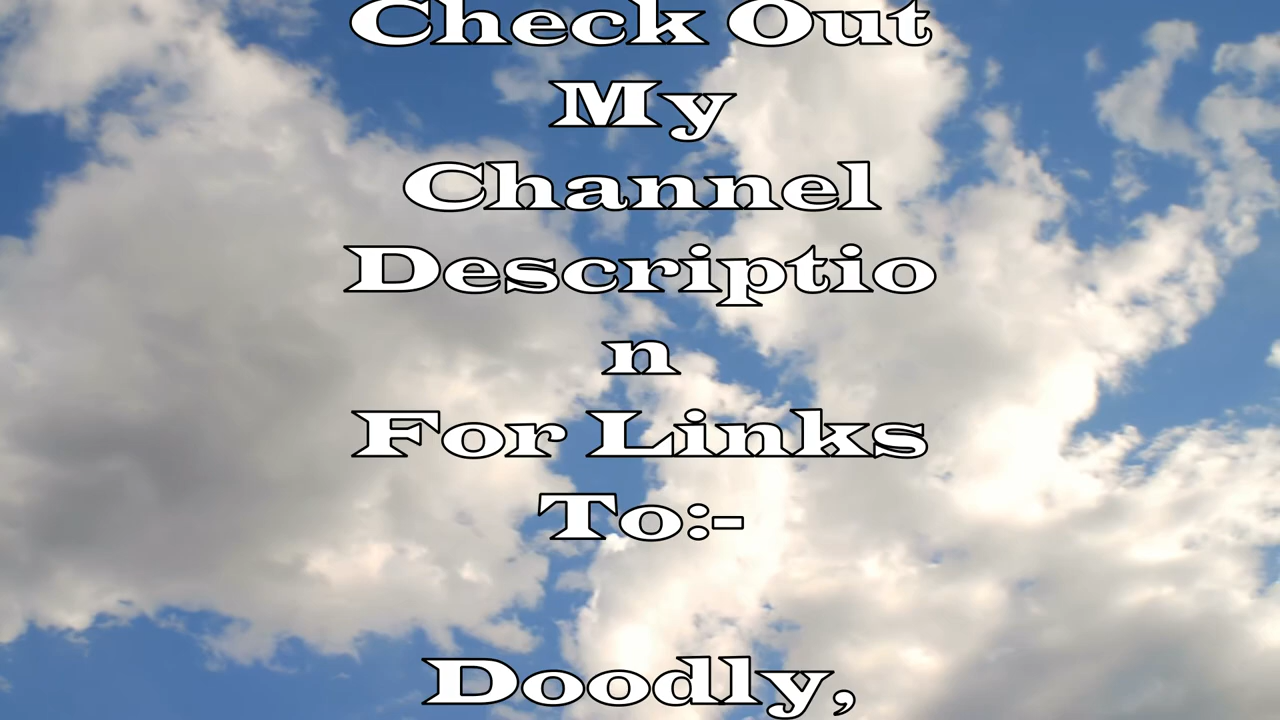 Check Out
My
Channel
Descriptio
n
For Links
To:-
Doodly,